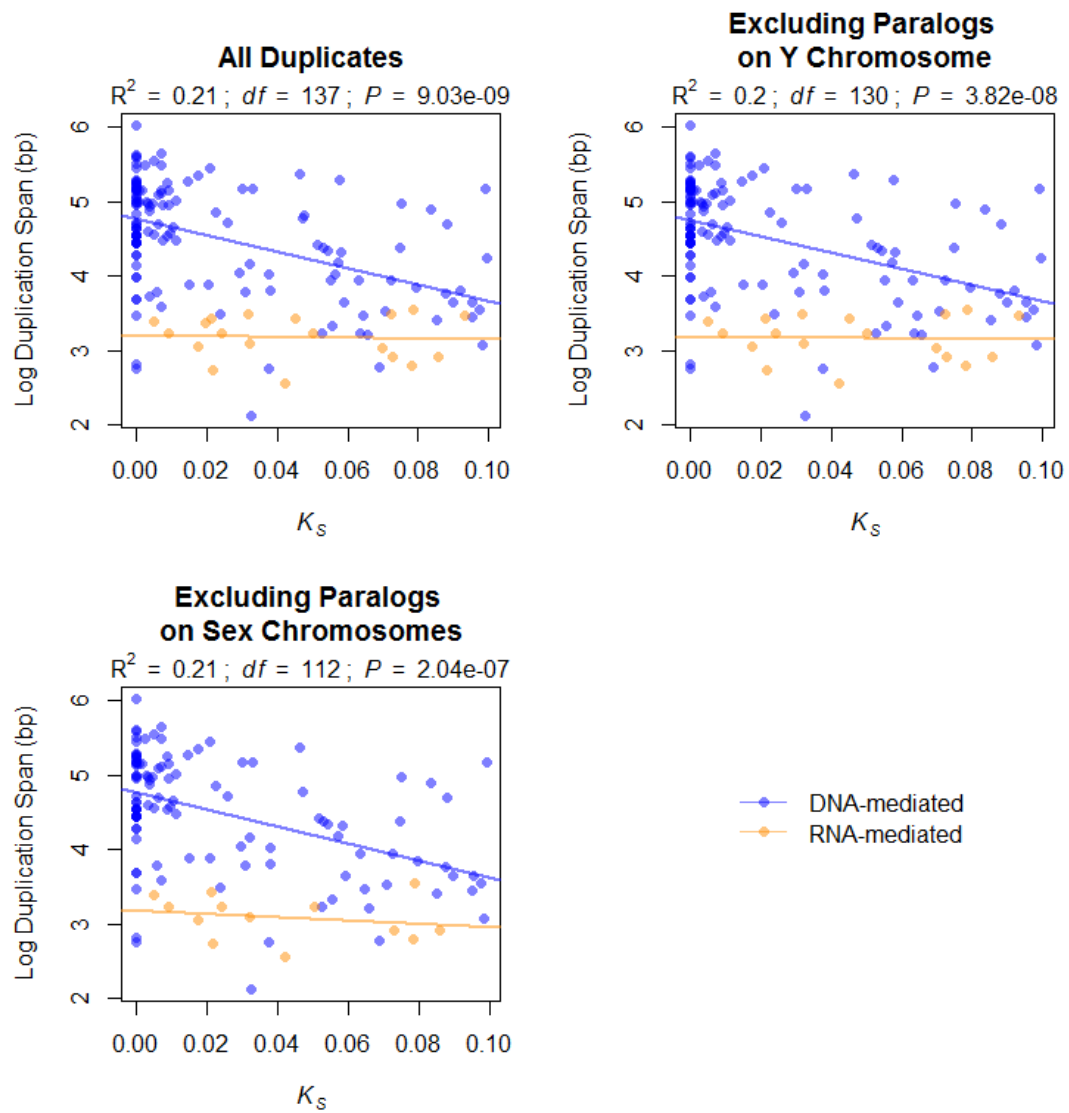 All Duplicates
R² = 0.21 ; df = 137 ; P = 9.03e-09
Log Duplication Span (bp)
6
5
4
3
2
0.00 0.02 0.04 0.06 0.08 0.10
K_S
Excluding Paralogs
on Y Chromosome
R² = 0.2 ; df = 130 ; P = 3.82e-08
Log Duplication Span (bp)
6
5
4
3
2
0.00 0.02 0.04 0.06 0.08 0.10
K_S
Excluding Paralogs
on Sex Chromosomes
R² = 0.21 ; df = 112 ; P = 2.04e-07
Log Duplication Span (bp)
6
5
4
3
2
0.00 0.02 0.04 0.06 0.08 0.10
K_S
DNA-mediated
RNA-mediated